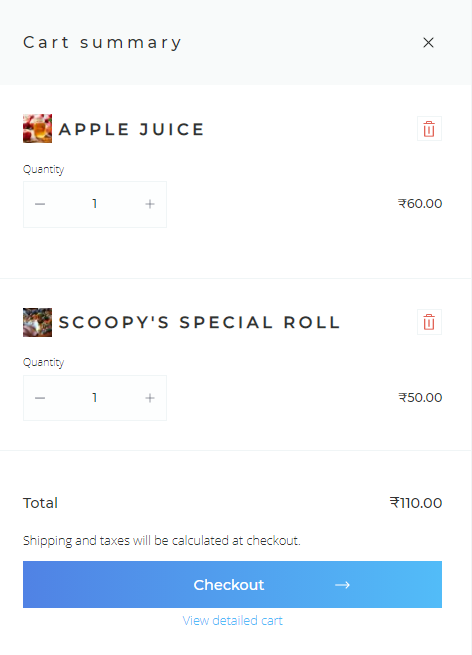 Cart summary
APPLE JUICE
Quantity
1
₹60.00
SCOOPY'S SPECIAL ROLL
Quantity
1
₹50.00
Total ₹110.00
Shipping and taxes will be calculated at checkout.
Checkout →
View detailed cart